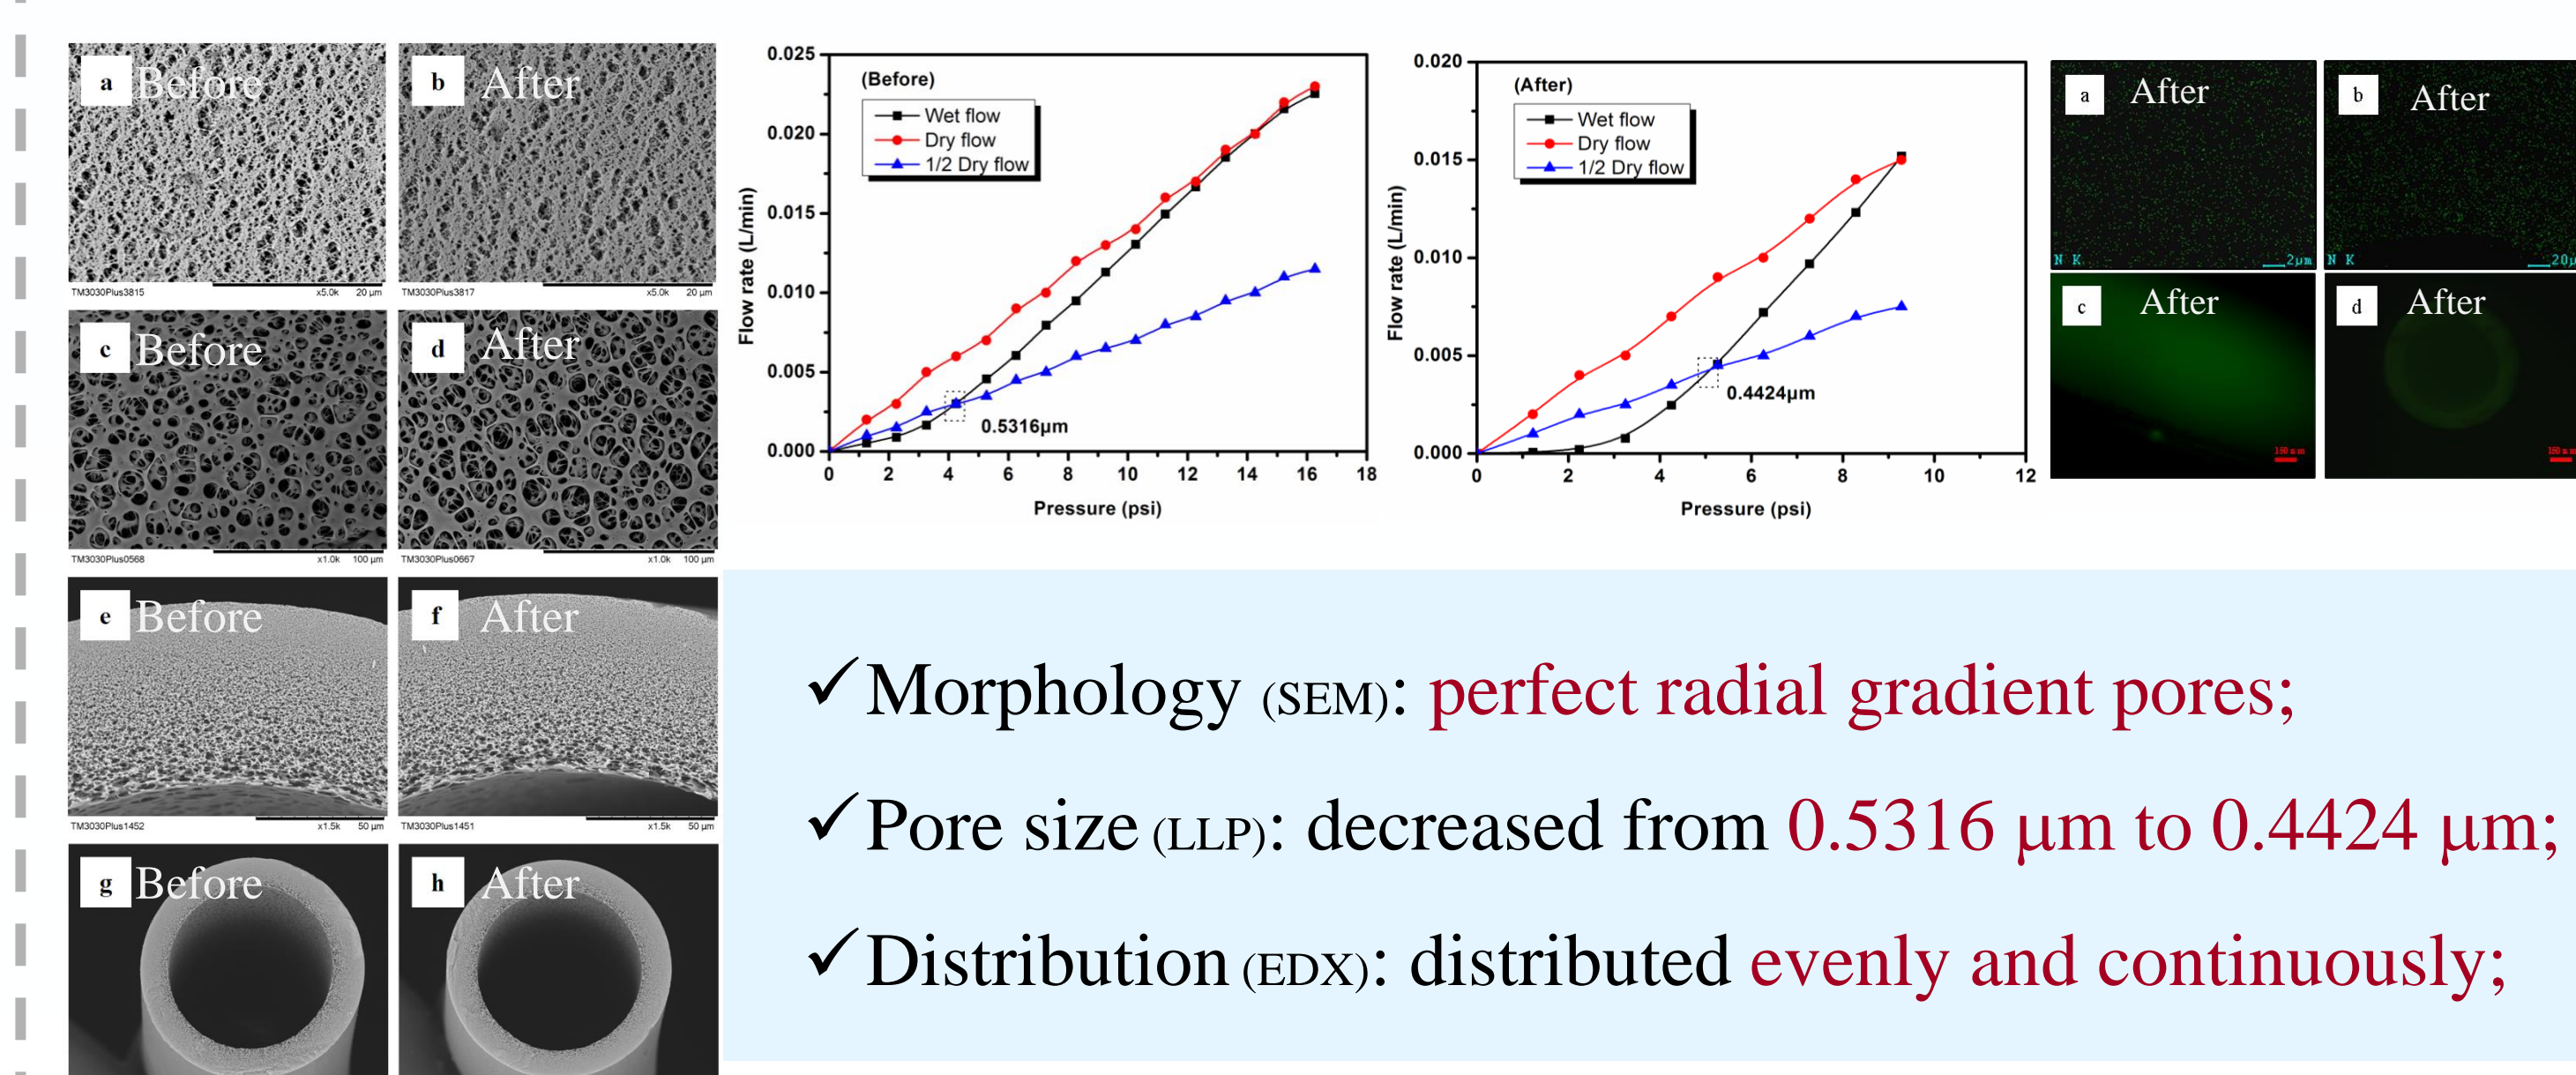 a Before
b After
TM3030Plus3815 x5.0k 20 μm
TM3030Plus3817 x5.0k 20 μm
c Before
d After
TM3030Plus0568 x1.0k 100 μm
TM3030Plus0667 x1.0k 100 μm
e Before
f After
TM3030Plus1452 x1.5k 50 μm
TM3030Plus1451 x1.5k 50 μm
g Before
h After
(Before)
Wet flow
Dry flow
1/2 Dry flow
0.025
0.020
0.015
0.010
0.005
0.000
Flow rate (L/min)
0.5316μm
0 2 4 6 8 10 12 14 16 18
Pressure (psi)
(After)
Wet flow
Dry flow
1/2 Dry flow
0.020
0.015
0.010
0.005
0.000
Flow rate (L/min)
0.4424μm
0 2 4 6 8 10 12
Pressure (psi)
a After
N K 2μm
b After
N K 20μ
c After
d After
✓Morphology (SEM): perfect radial gradient pores;
✓Pore size (LLP): decreased from 0.5316 μm to 0.4424 μm;
✓Distribution (EDX): distributed evenly and continuously;